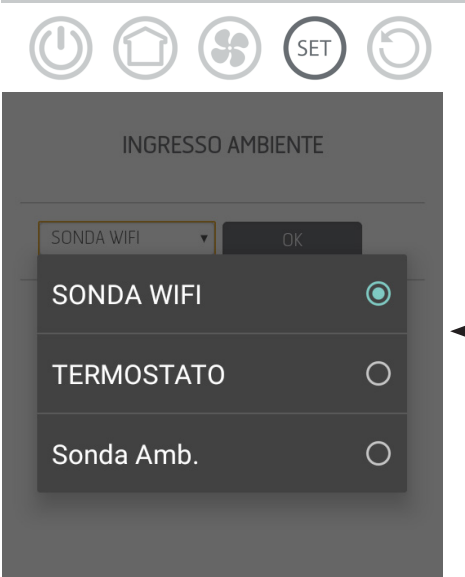 SET
INGRESSO AMBIENTE
SONDA WIFI OK
SONDA WIFI
TERMOSTATO
Sonda Amb.